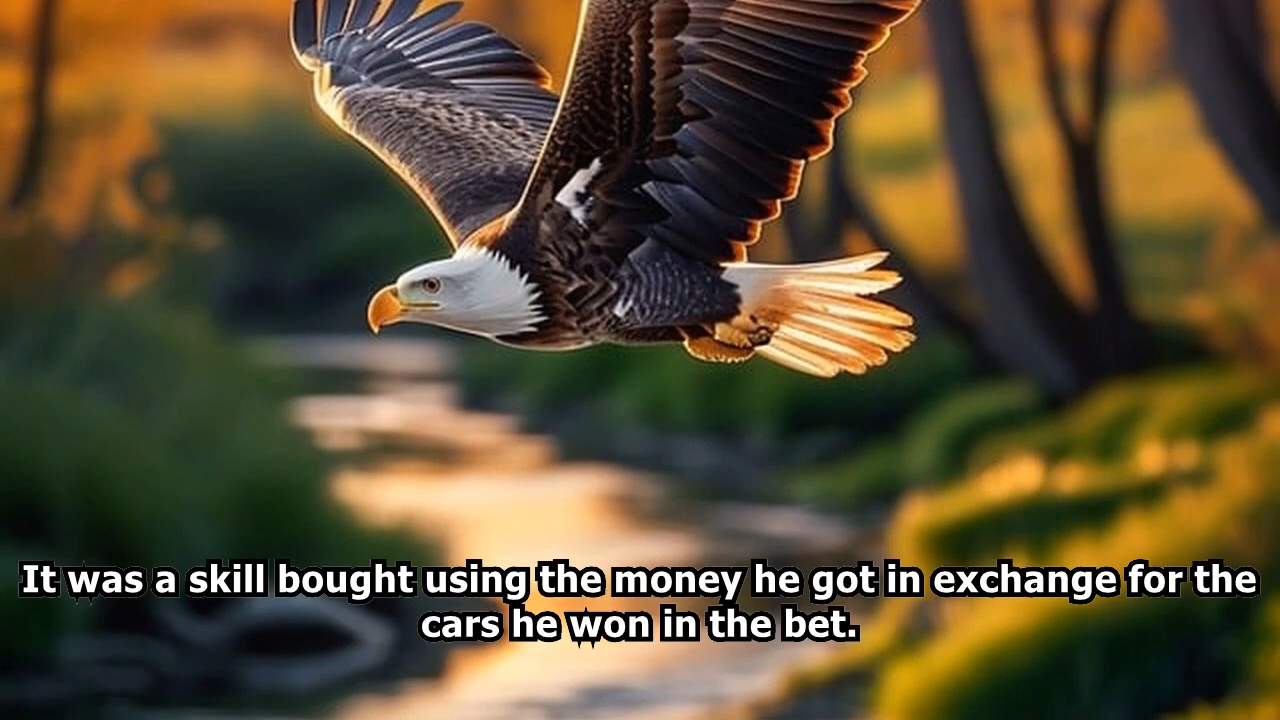 It was a skill bought using the money he got in exchange for the
cars he won in the bet.